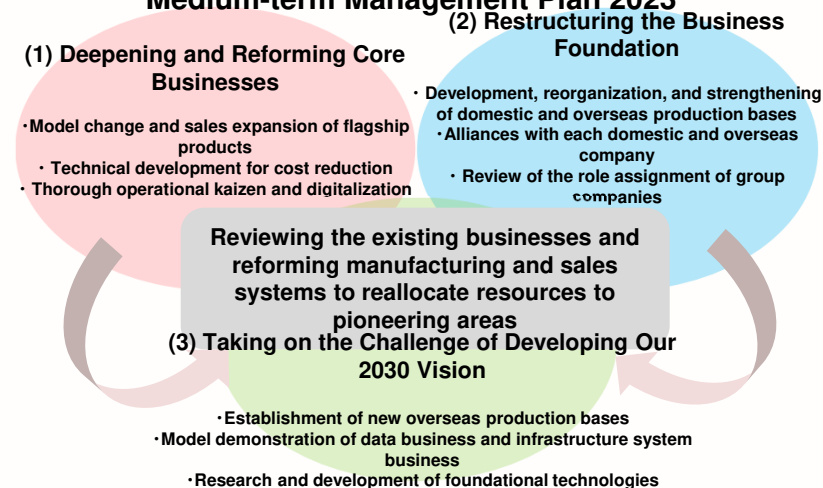 Medium-term Management Plan 2023
(1) Deepening and Reforming Core
Businesses
・Model change and sales expansion of flagship
products
・ Technical development for cost reduction
・ Thorough operational kaizen and digitalization
(2) Restructuring the Business
Foundation
・ Development, reorganization, and strengthening
of domestic and overseas production bases
・Alliances with each domestic and overseas
company
・ Review of the role assignment of group
companies
Reviewing the existing businesses and
reforming manufacturing and sales
systems to reallocate resources to
pioneering areas
(3) Taking on the Challenge of Developing Our
2030 Vision
・Establishment of new overseas production bases
・Model demonstration of data business and infrastructure system
business
・Research and development of foundational technologies